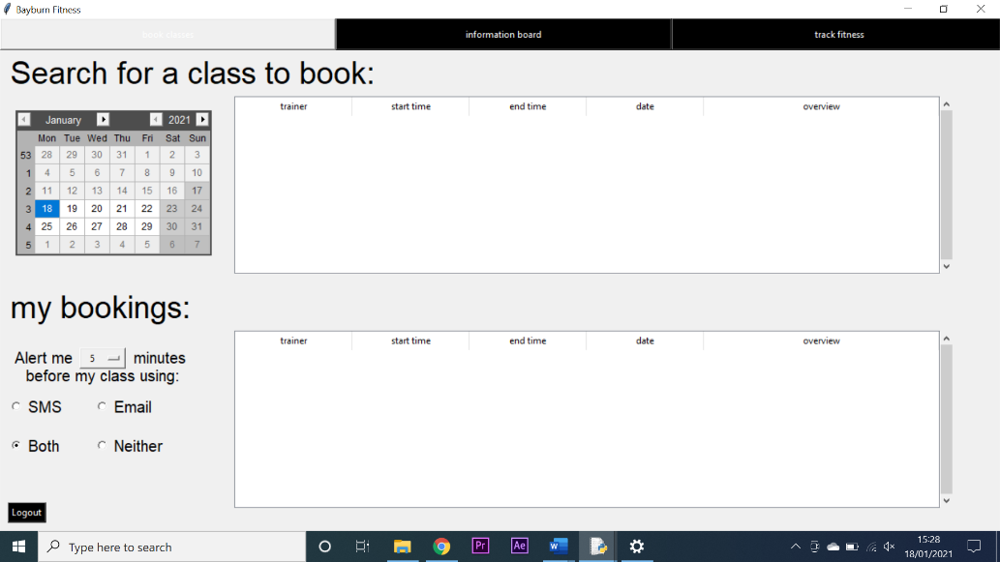 Bayburn Fitness
book classes information board track fitness
Search for a class to book:
January 2021
Mon Tue Wed Thu Fri Sat Sun
53 28 29 30 31 1 2 3
1 4 5 6 7 8 9 10
2 11 12 13 14 15 16 17
3 18 19 20 21 22 23 24
4 25 26 27 28 29 30 31
5 1 2 3 4 5 6 7
trainer start time end time date overview
my bookings:
Alert me 5 minutes
before my class using:
SMS Email
Both Neither
trainer start time end time date overview
Logout
Type here to search
Pr Ae W
15:28
18/01/2021